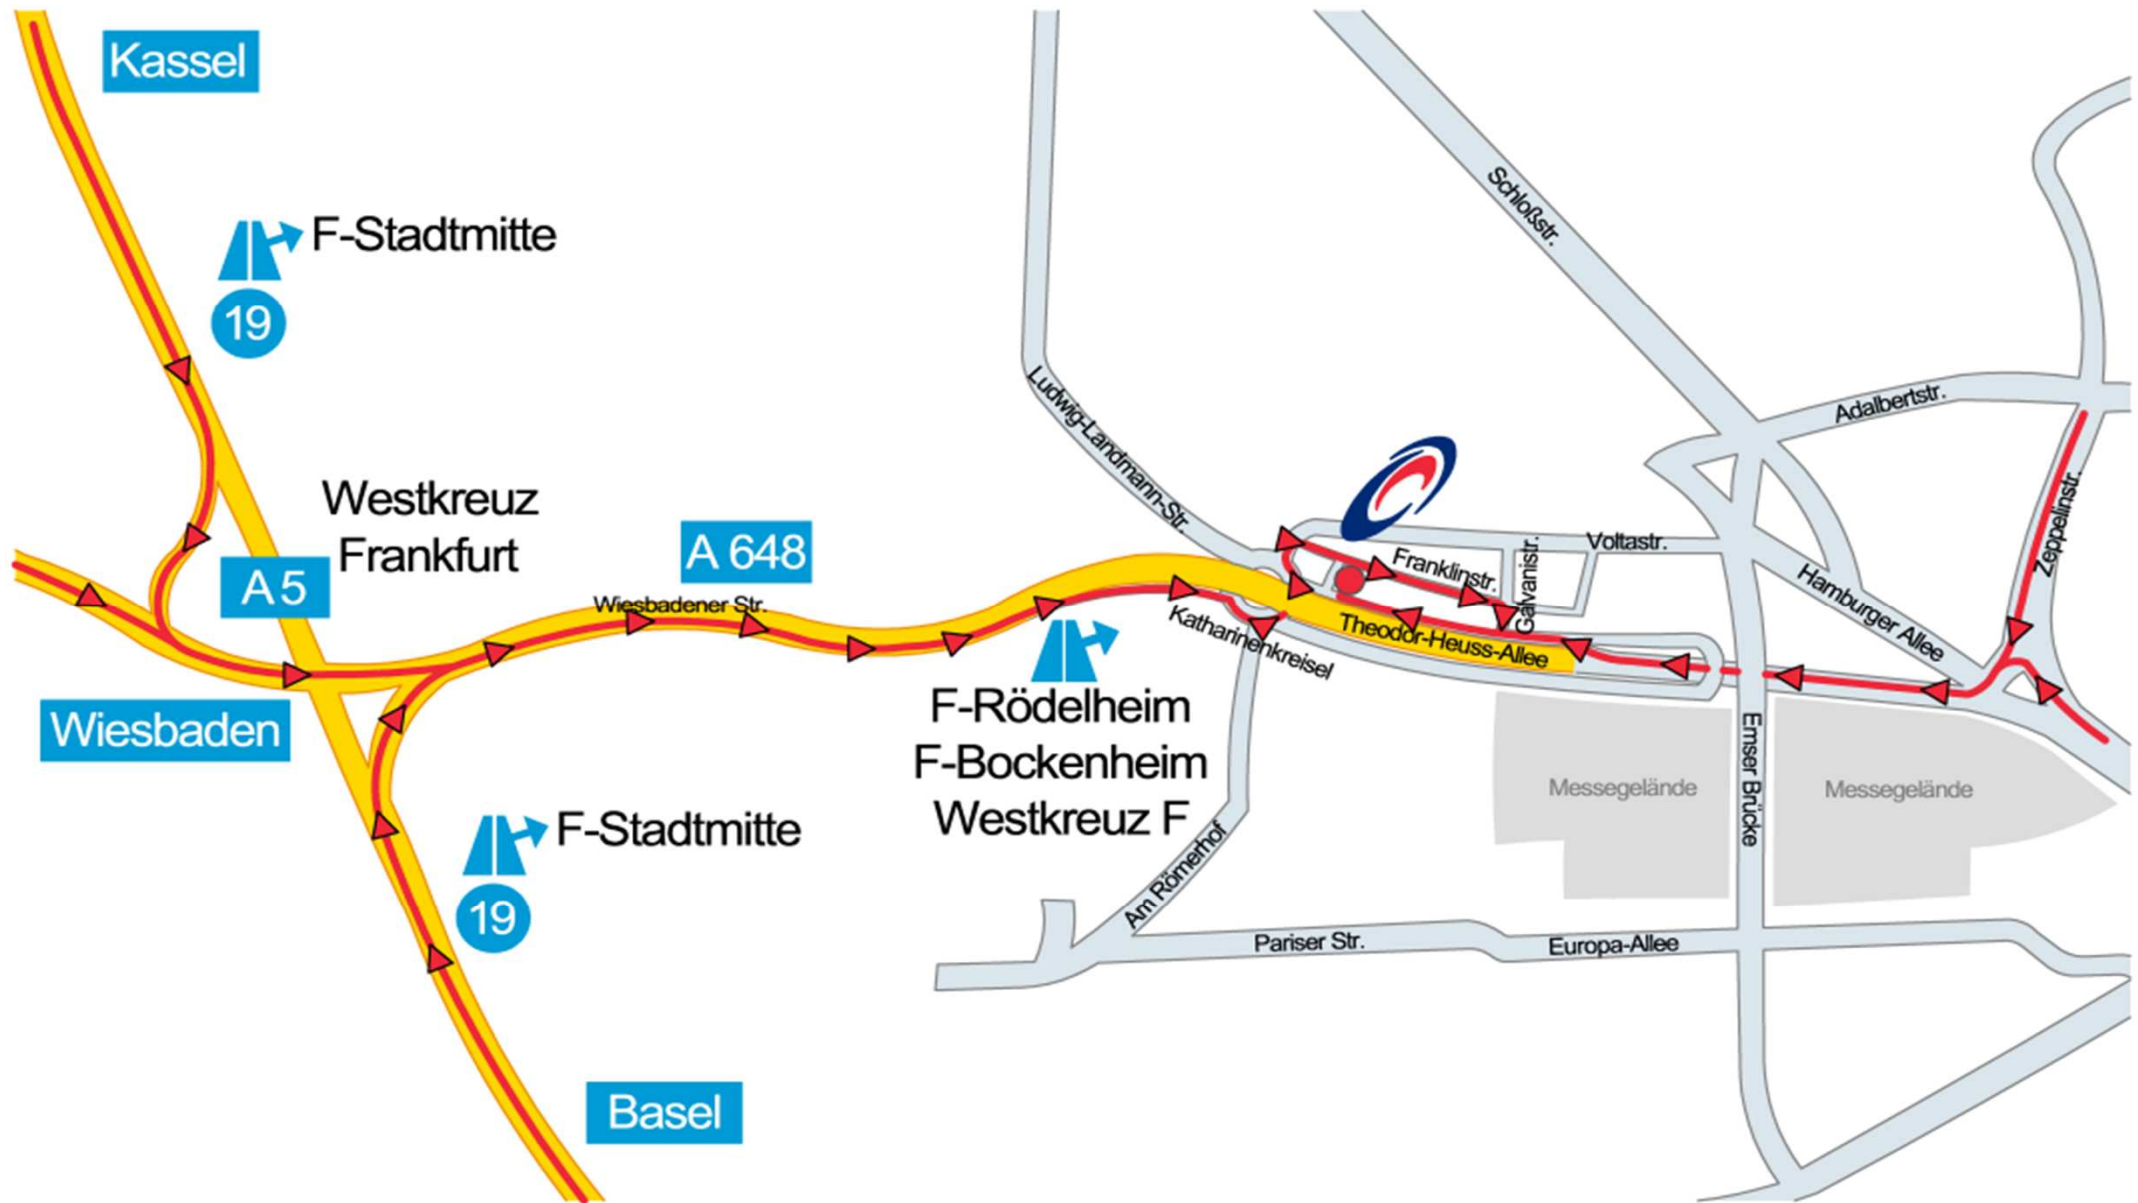 Kassel
F-Stadtmitte
19
Schloßstr.
Ludwig-Landmann-Str.
Adalbertstr.
Westkreuz
Frankfurt
A 648
A 5
Voltastr.
Franklinstr.
Galvanistr.
Zeppelinstr.
Hamburger Allee
Wiesbadener Str.
Katharinenkreisel
Theodor-Heuss-Allee
Wiesbaden
F-Rödelheim
F-Bockenheim
Westkreuz F
Emser Brücke
Messegelände
Messegelände
F-Stadtmitte
19
Am Römerhof
Pariser Str.
Europa-Allee
Basel